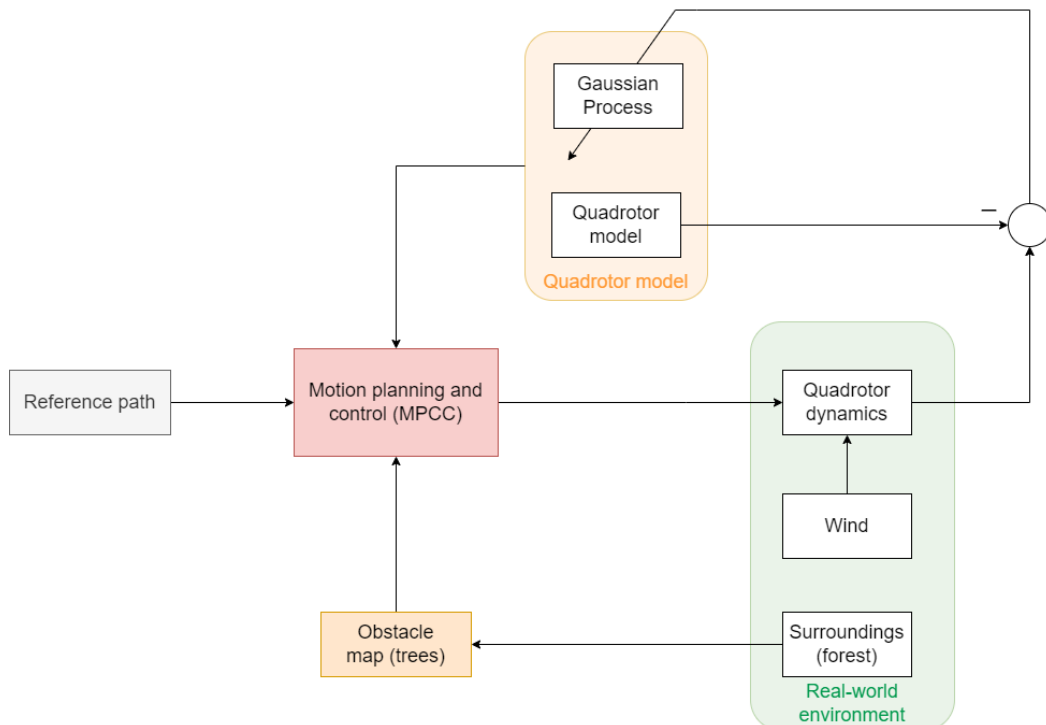 Gaussian
Process
Quadrotor
model
Quadrotor model
–
Reference path
Motion planning and
control (MPCC)
Quadrotor
dynamics
Wind
Obstacle
map (trees)
Surroundings
(forest)
Real-world
environment